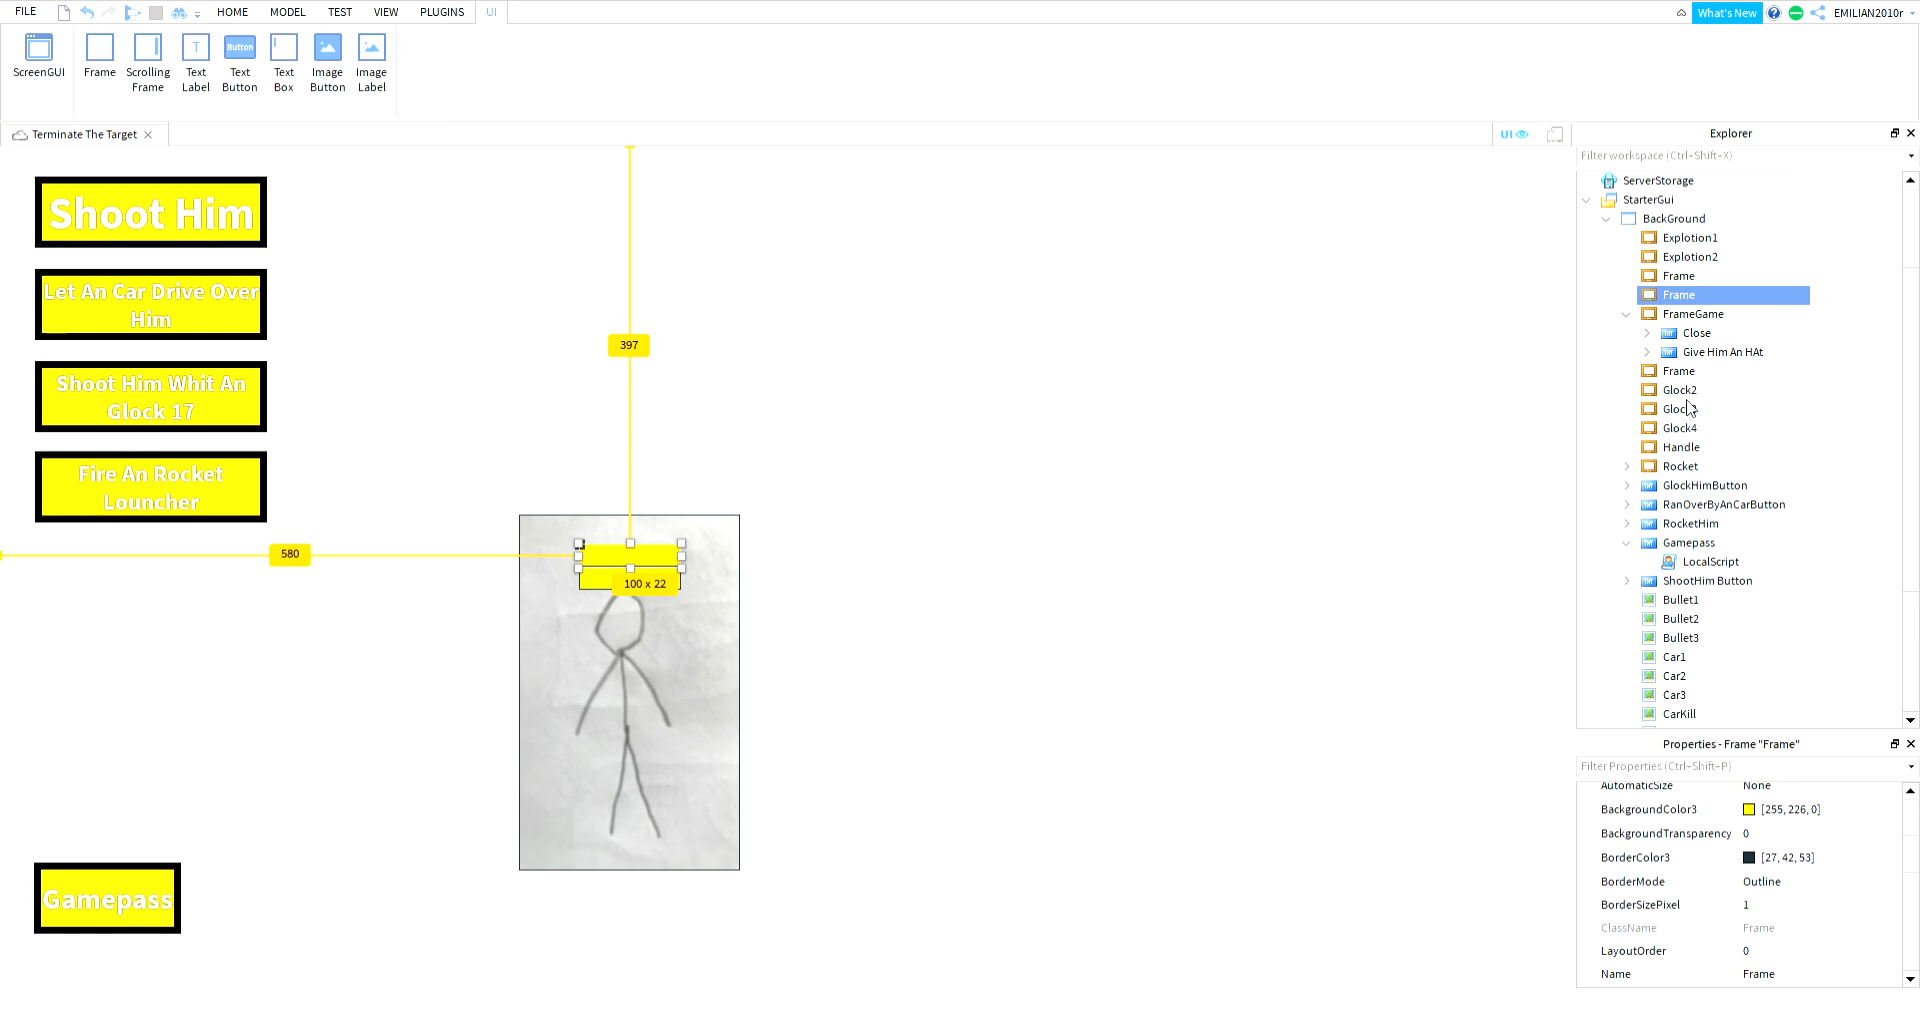 FILE
HOME
MODEL
TEST
VIEW
PLUGINS
UI
What's New
EMILIAN2010r
ScreenGUI
Frame
Scrolling
Frame
Text
Label
Text
Button
Text
Box
Image
Button
Image
Label
Button
T
Terminate The Target
UI
Shoot Him
Let An Car Drive Over
Him
Shoot Him Whit An
Glock 17
Fire An Rocket
Louncher
Gamepass
397
580
100 x 22
Explorer
Filter workspace (Ctrl+Shift+X)
ServerStorage
StarterGui
BackGround
Explotion1
Explotion2
Frame
Frame
FrameGame
Close
Give Him An HAt
Frame
Glock2
Glock4
Handle
Rocket
GlockHimButton
RanOverByAnCarButton
RocketHim
Gamepass
LocalScript
ShootHim Button
Bullet1
Bullet2
Bullet3
Car1
Car2
Car3
CarKill
Properties - Frame "Frame"
Filter Properties (Ctrl+Shift+P)
AutomaticSize None
BackgroundColor3 [255, 226, 0]
BackgroundTransparency 0
BorderColor3 [27, 42, 53]
BorderMode Outline
BorderSizePixel 1
ClassName Frame
LayoutOrder 0
Name Frame